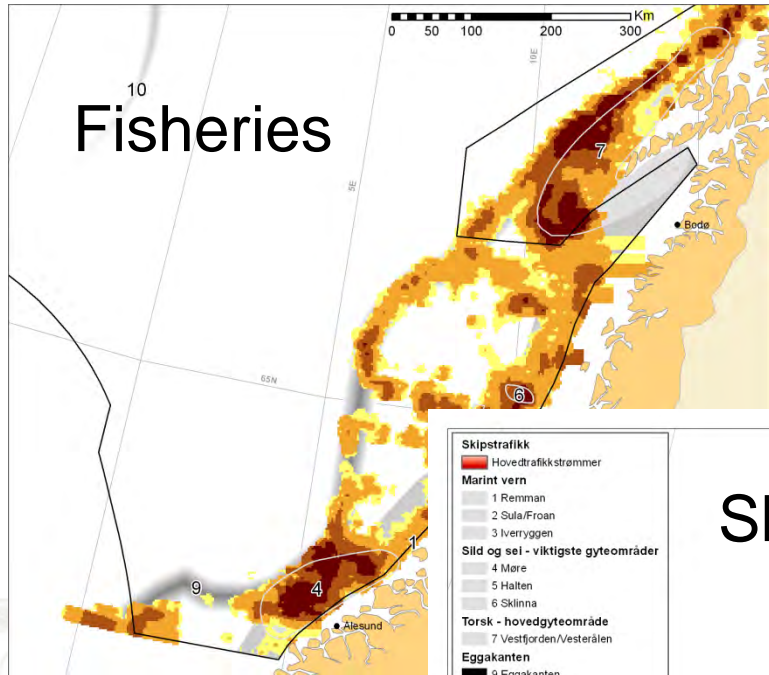 Km
0 50 100 200 300
10E
10
Fisheries
7
5E
Bodø
65N
6
Skipstrafikk
Hovedtrafikkstrømmer
Marint vern
1 Remman
2 Sula/Froan
3 Iverryggen
Sild og sei - viktigste gyteområder
4 Møre
5 Halten
6 Sklinna
Torsk - hovedgyteområde
7 Vestfjorden/Vesterålen
Eggakanten
9 Eggakanten
1
9
4
Ålesund